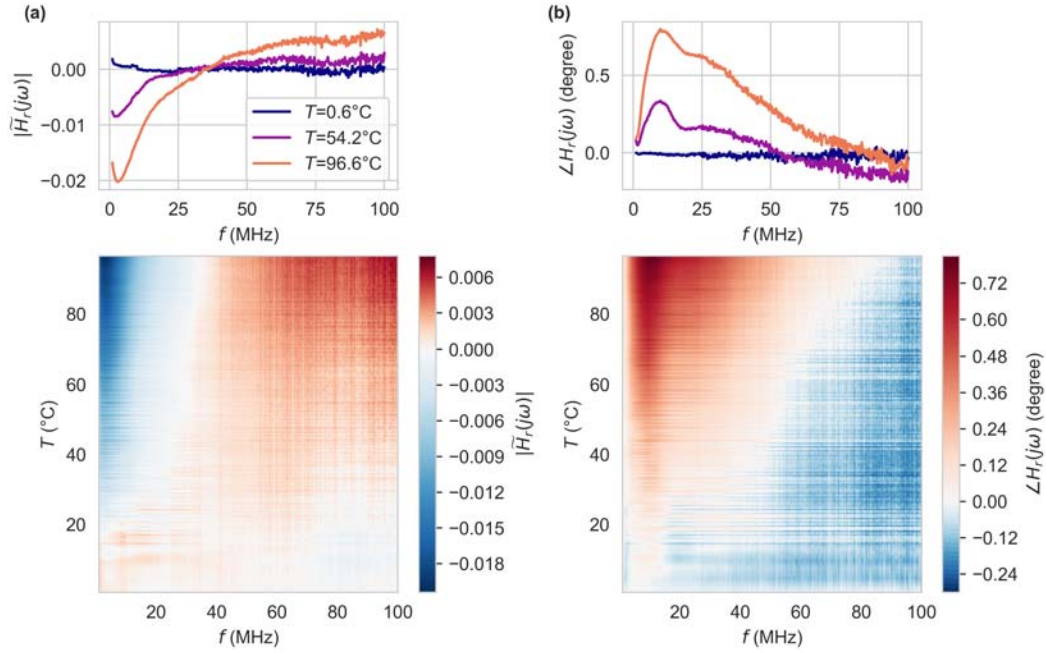 (a)
0.00
−0.01
−0.02
|H̃ᵣ(jω)|
T=0.6°C
T=54.2°C
T=96.6°C
0 25 50 75 100
f (MHz)
(b)
0.5
0.0
∠Hᵣ(jω) (degree)
0 25 50 75 100
f (MHz)
80
60
40
20
T (°C)
20 40 60 80 100
f (MHz)
0.006
0.003
0.000
−0.003
−0.006
−0.009
−0.012
−0.015
−0.018
|H̃ᵣ(jω)|
80
60
40
20
T (°C)
20 40 60 80 100
f (MHz)
0.72
0.60
0.48
0.36
0.24
0.12
0.00
−0.12
−0.24
∠Hᵣ(jω) (degree)